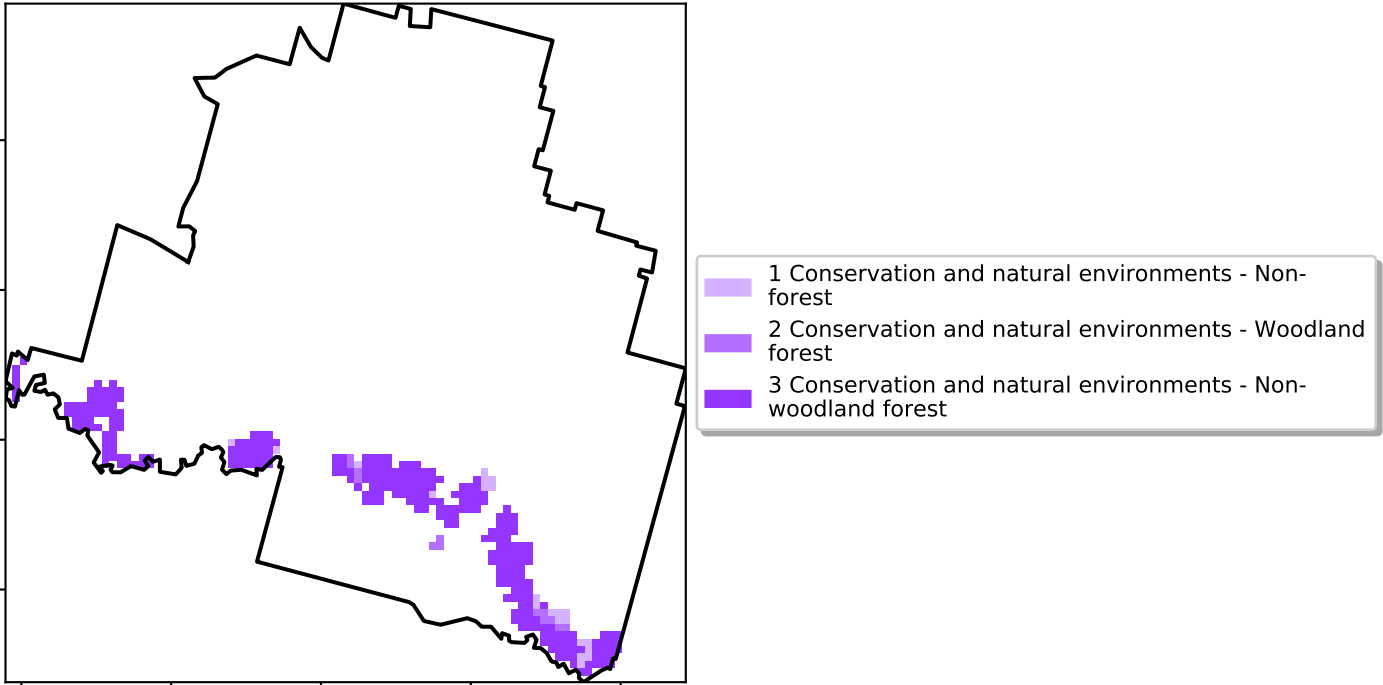 1 Conservation and natural environments - Non-
forest
2 Conservation and natural environments - Woodland
forest
3 Conservation and natural environments - Non-
woodland forest